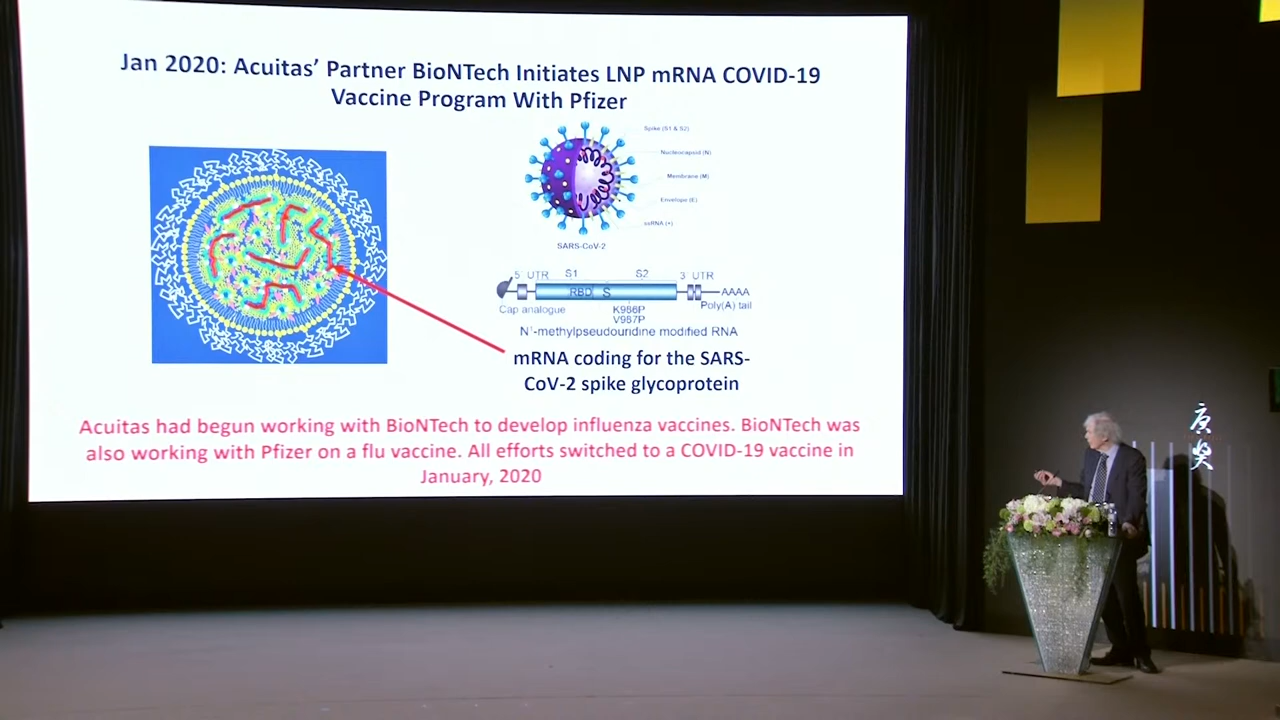 Jan 2020: Acuitas’ Partner BioNTech Initiates LNP mRNA COVID-19
Vaccine Program With Pfizer
Spike (S1 & S2)
Nucleocapsid (N)
Membrane (M)
Envelope (E)
ssRNA (+)
SARS-CoV-2
5' UTR S1 S2 3' UTR
RBD S AAAA
Cap analogue K986P Poly(A) tail
V987P
N¹-methylpseudouridine modified RNA
mRNA coding for the SARS-
CoV-2 spike glycoprotein
Acuitas had begun working with BioNTech to develop influenza vaccines. BioNTech was
also working with Pfizer on a flu vaccine. All efforts switched to a COVID-19 vaccine in
January, 2020
唐
奬